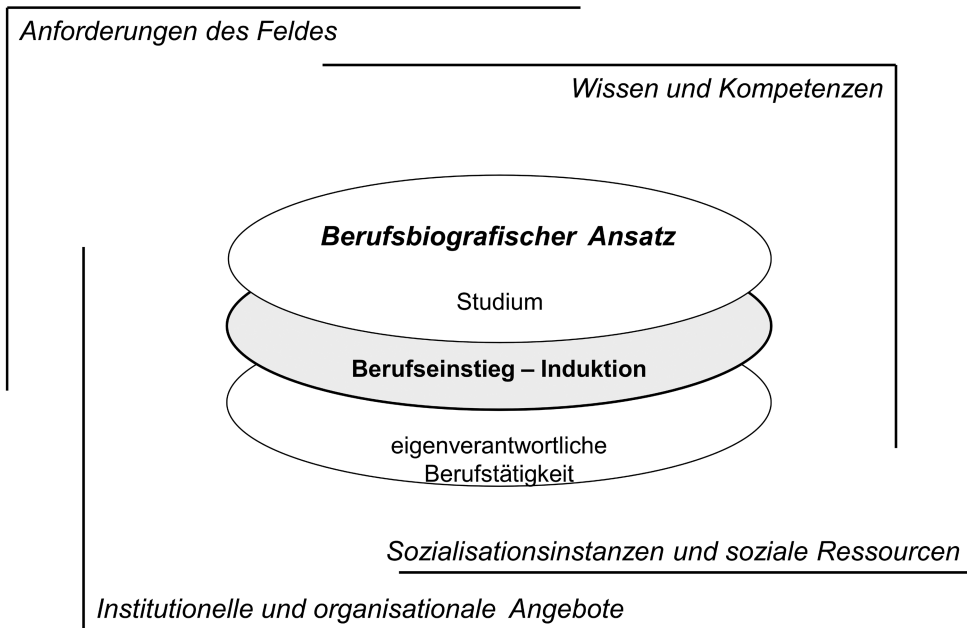 Anforderungen des Feldes
Wissen und Kompetenzen
Berufsbiografischer Ansatz
Studium
Berufseinstieg – Induktion
eigenverantwortliche
Berufstätigkeit
Sozialisationsinstanzen und soziale Ressourcen
Institutionelle und organisationale Angebote